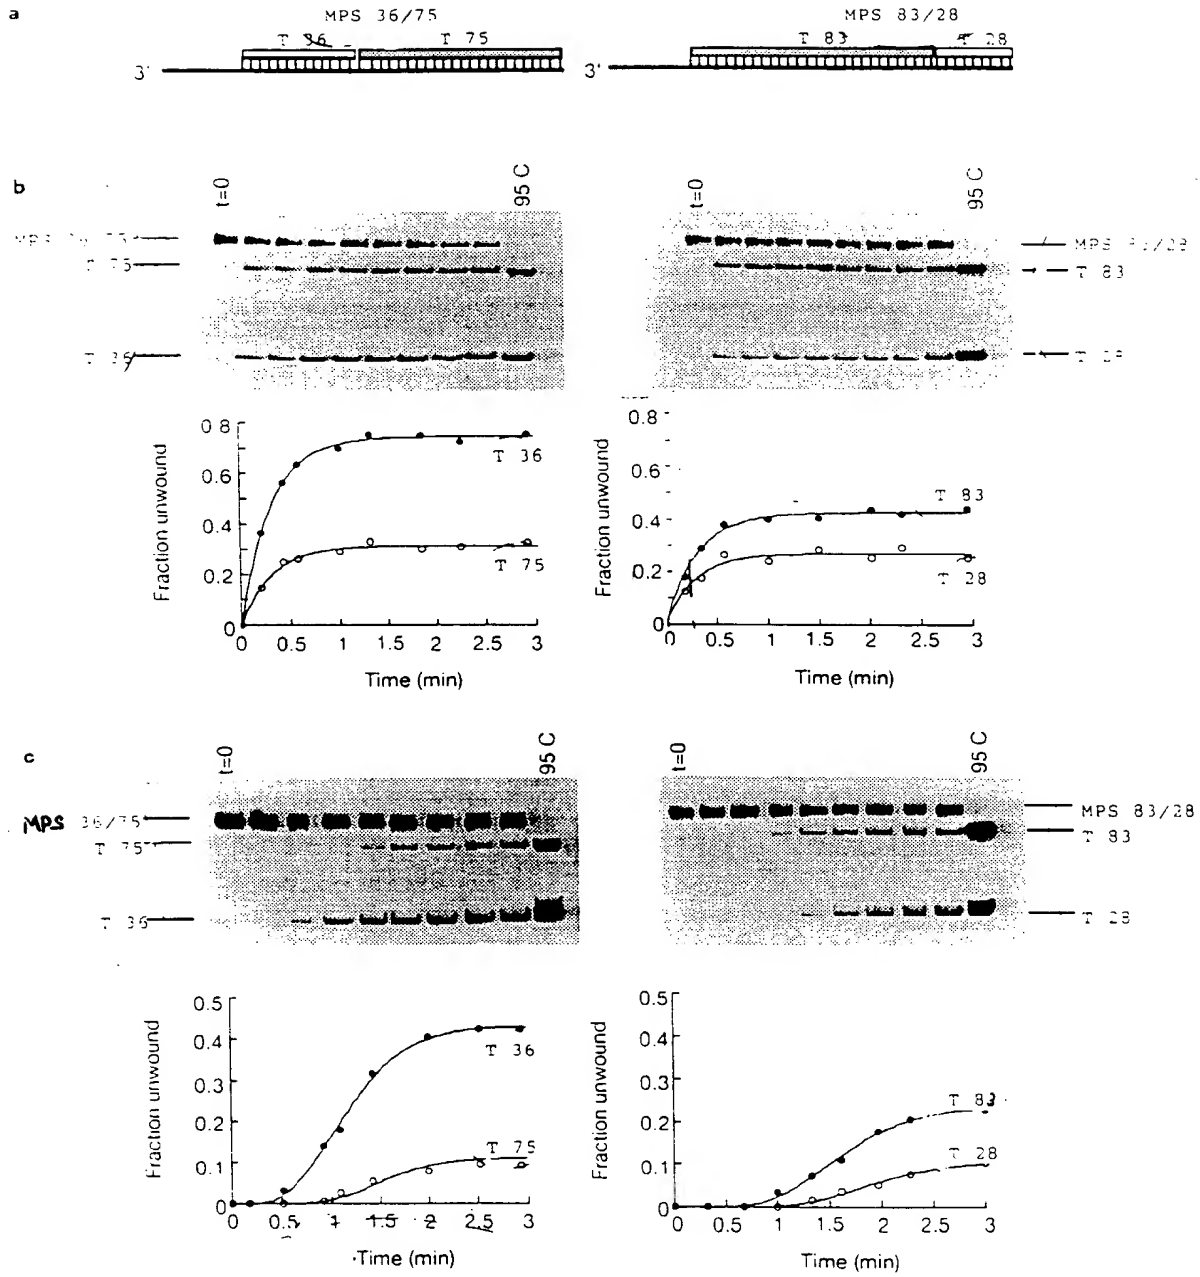 a
MPS 36/75
T 36
T 75
3'
MPS 83/28
T 83
T 28
3'
b
t=0
95 C
T 75
T 36
t=0
95 C
MPS 83/28
T 83
T 28
Fraction unwound
0.8
0.6
0.4
0.2
0
T 36
T 75
0
0.5
1
1.5
2
2.5
3
Time (min)
Fraction unwound
0.8
0.6
0.4
0.2
0
T 83
T 28
0
0.5
1
1.5
2
2.5
3
Time (min)
c
t=0
95 C
MPS 36/75
T 75
T 36
t=0
95 C
MPS 83/28
T 83
T 28
Fraction unwound
0.5
0.4
0.3
0.2
0.1
0
T 36
T 75
0
0.5
1
1.5
2
2.5
3
Time (min)
Fraction unwound
0.5
0.4
0.3
0.2
0.1
0
T 83
T 28
0
0.5
1
1.5
2
2.5
3
Time (min)